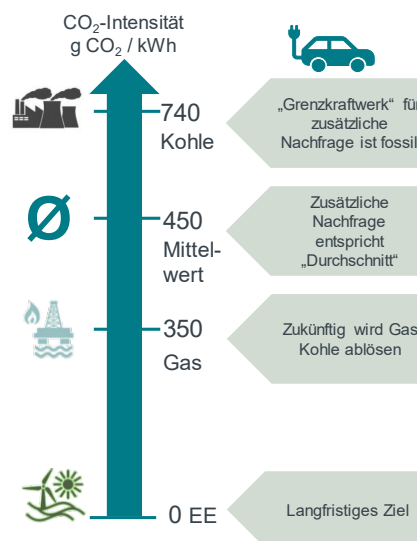 CO₂-Intensität
g CO₂ / kWh
740
Kohle
„Grenzkraftwerk“ für
zusätzliche
Nachfrage ist fossil
Ø
450
Mittel-
wert
Zusätzliche
Nachfrage
entspricht
„Durchschnitt“
350
Gas
Zukünftig wird Gas
Kohle ablösen
0 EE
Langfristiges Ziel